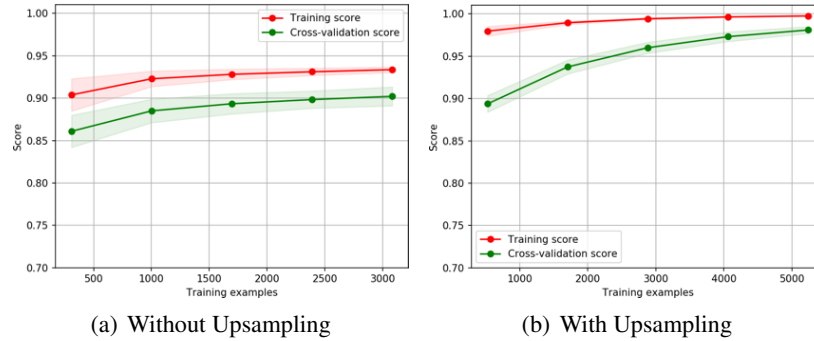 1.00
0.95
0.90
0.85
0.80
0.75
0.70
Score
Training score
Cross-validation score
500 1000 1500 2000 2500 3000
Training examples
(a) Without Upsampling
1.00
0.95
0.90
0.85
0.80
0.75
0.70
Score
Training score
Cross-validation score
1000 2000 3000 4000 5000
Training examples
(b) With Upsampling